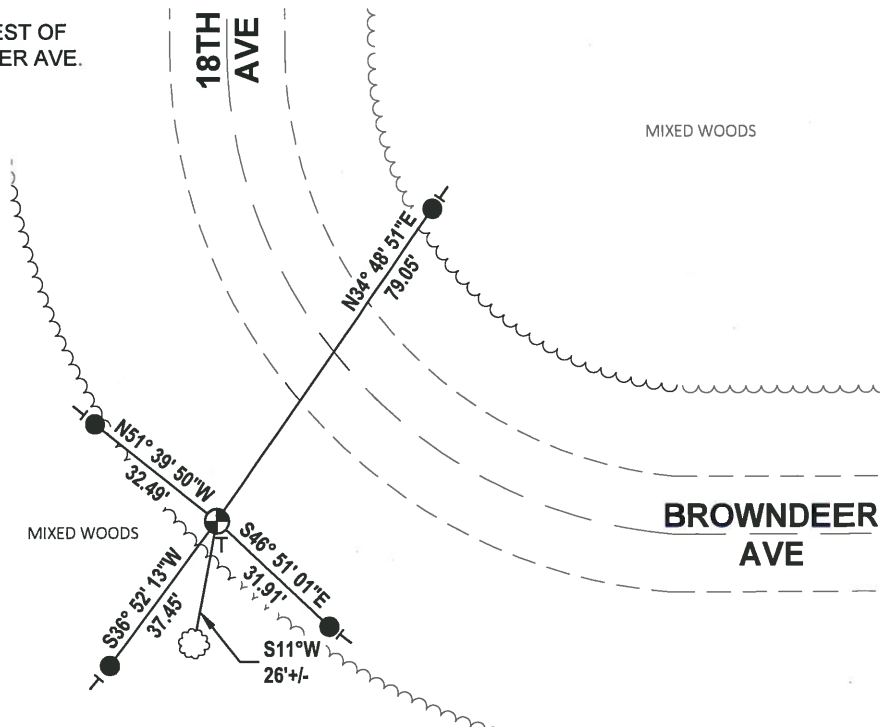 EST OF
ER AVE.
18TH
AVE
MIXED WOODS
N34° 48' 51"E
79.05'
N51° 39' 50"W
32.49'
MIXED WOODS
S46° 51' 01"E
31.91'
S36° 52' 13"W
37.45'
S11°W
26'+/-
BROWNDEER
AVE